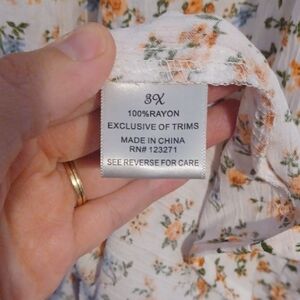 3X
100%RAYON
EXCLUSIVE OF TRIMS
MADE IN CHINA
RN# 123271
SEE REVERSE FOR CARE